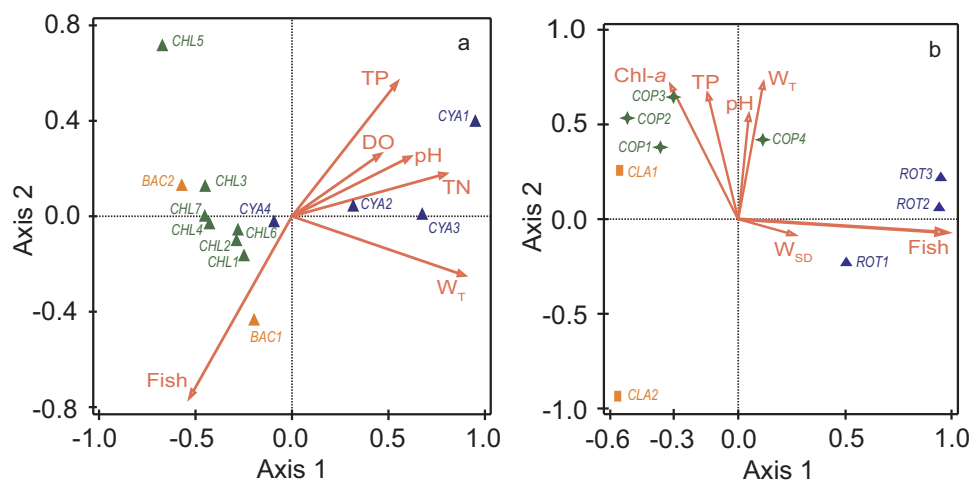 a
0.8
0.4
0.0
-0.4
-0.8
Axis 2
-1.0
-0.5
0.0
0.5
1.0
Axis 1
CHL5
TP
CYA1
DO
pH
TN
BAC2
CHL3
CHL7
CHL4
CYA4
CHL6
CHL2
CHL1
CYA2
CYA3
W_T
BAC1
Fish
b
1.0
0.5
0.0
-0.5
-1.0
Axis 2
-0.6
-0.3
0.0
0.5
1.0
Axis 1
Chl-a
TP
W_T
pH
COP3
COP2
COP1
COP4
CLA1
ROT3
ROT2
Fish
W_SD
ROT1
CLA2